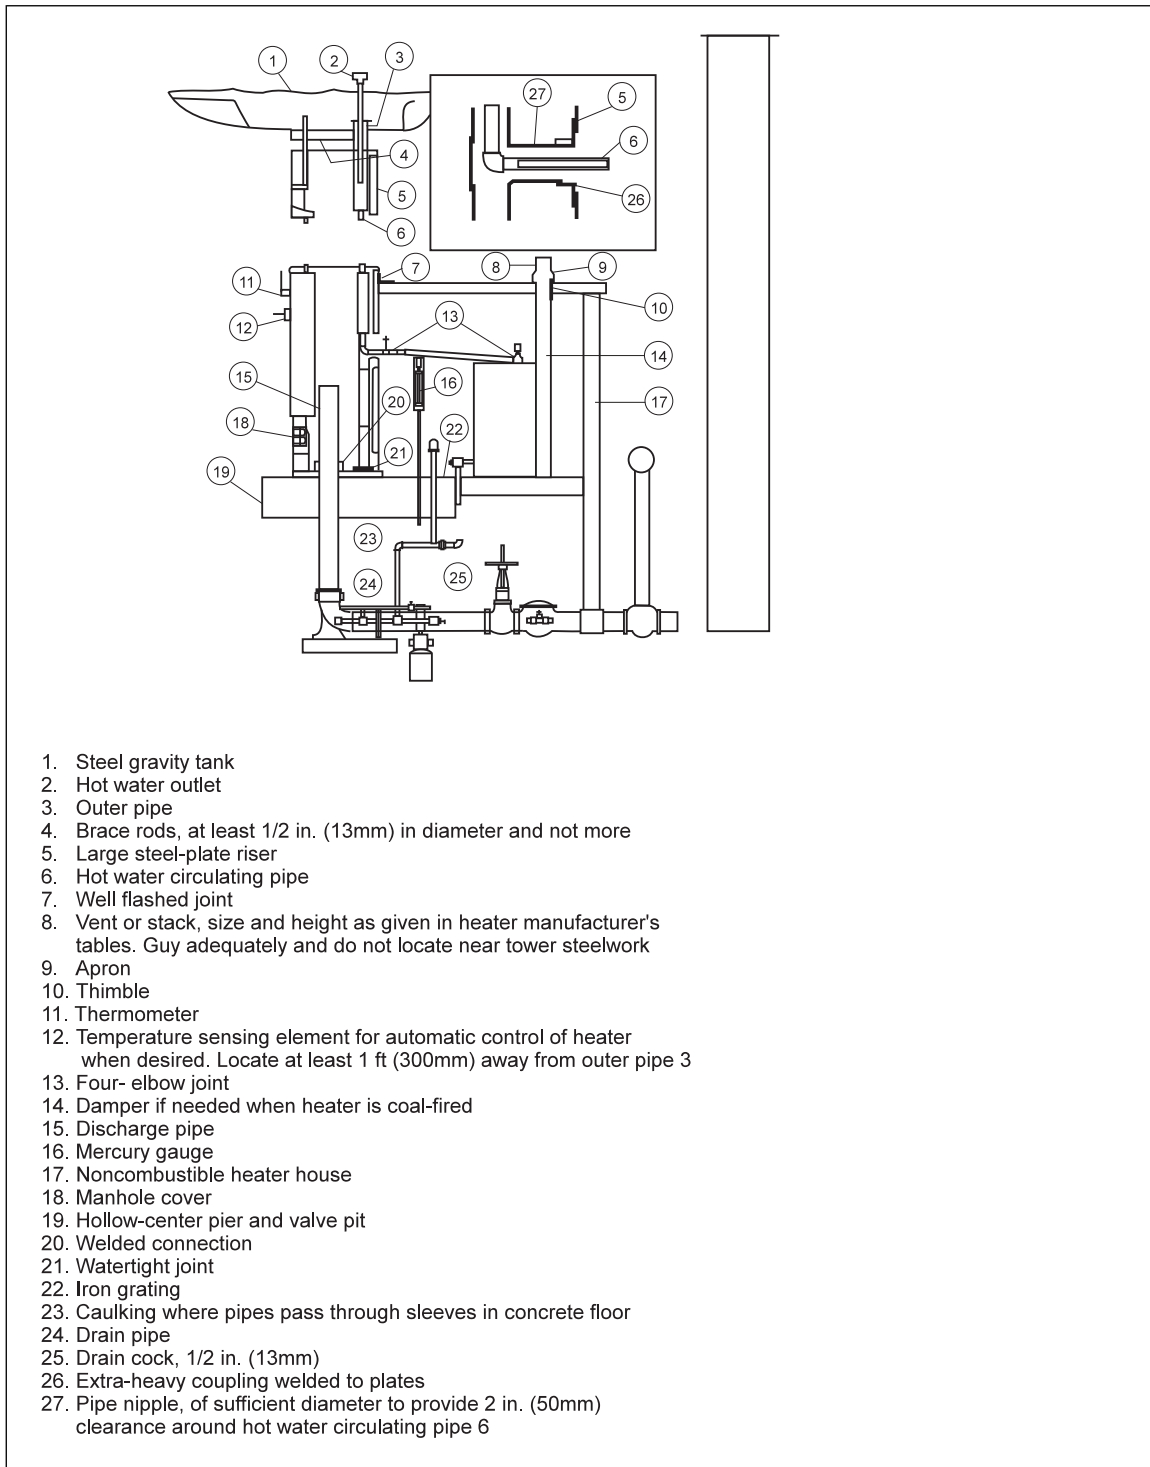 1
2
3
27
5
6
4
5
26
6
7
8
9
11
10
12
13
14
15
16
20
17
18
22
21
19
23
24
25
1. Steel gravity tank
2. Hot water outlet
3. Outer pipe
4. Brace rods, at least 1/2 in. (13mm) in diameter and not more
5. Large steel-plate riser
6. Hot water circulating pipe
7. Well flashed joint
8. Vent or stack, size and height as given in heater manufacturer's
tables. Guy adequately and do not locate near tower steelwork
9. Apron
10. Thimble
11. Thermometer
12. Temperature sensing element for automatic control of heater
when desired. Locate at least 1 ft (300mm) away from outer pipe 3
13. Four- elbow joint
14. Damper if needed when heater is coal-fired
15. Discharge pipe
16. Mercury gauge
17. Noncombustible heater house
18. Manhole cover
19. Hollow-center pier and valve pit
20. Welded connection
21. Watertight joint
22. Iron grating
23. Caulking where pipes pass through sleeves in concrete floor
24. Drain pipe
25. Drain cock, 1/2 in. (13mm)
26. Extra-heavy coupling welded to plates
27. Pipe nipple, of sufficient diameter to provide 2 in. (50mm)
clearance around hot water circulating pipe 6